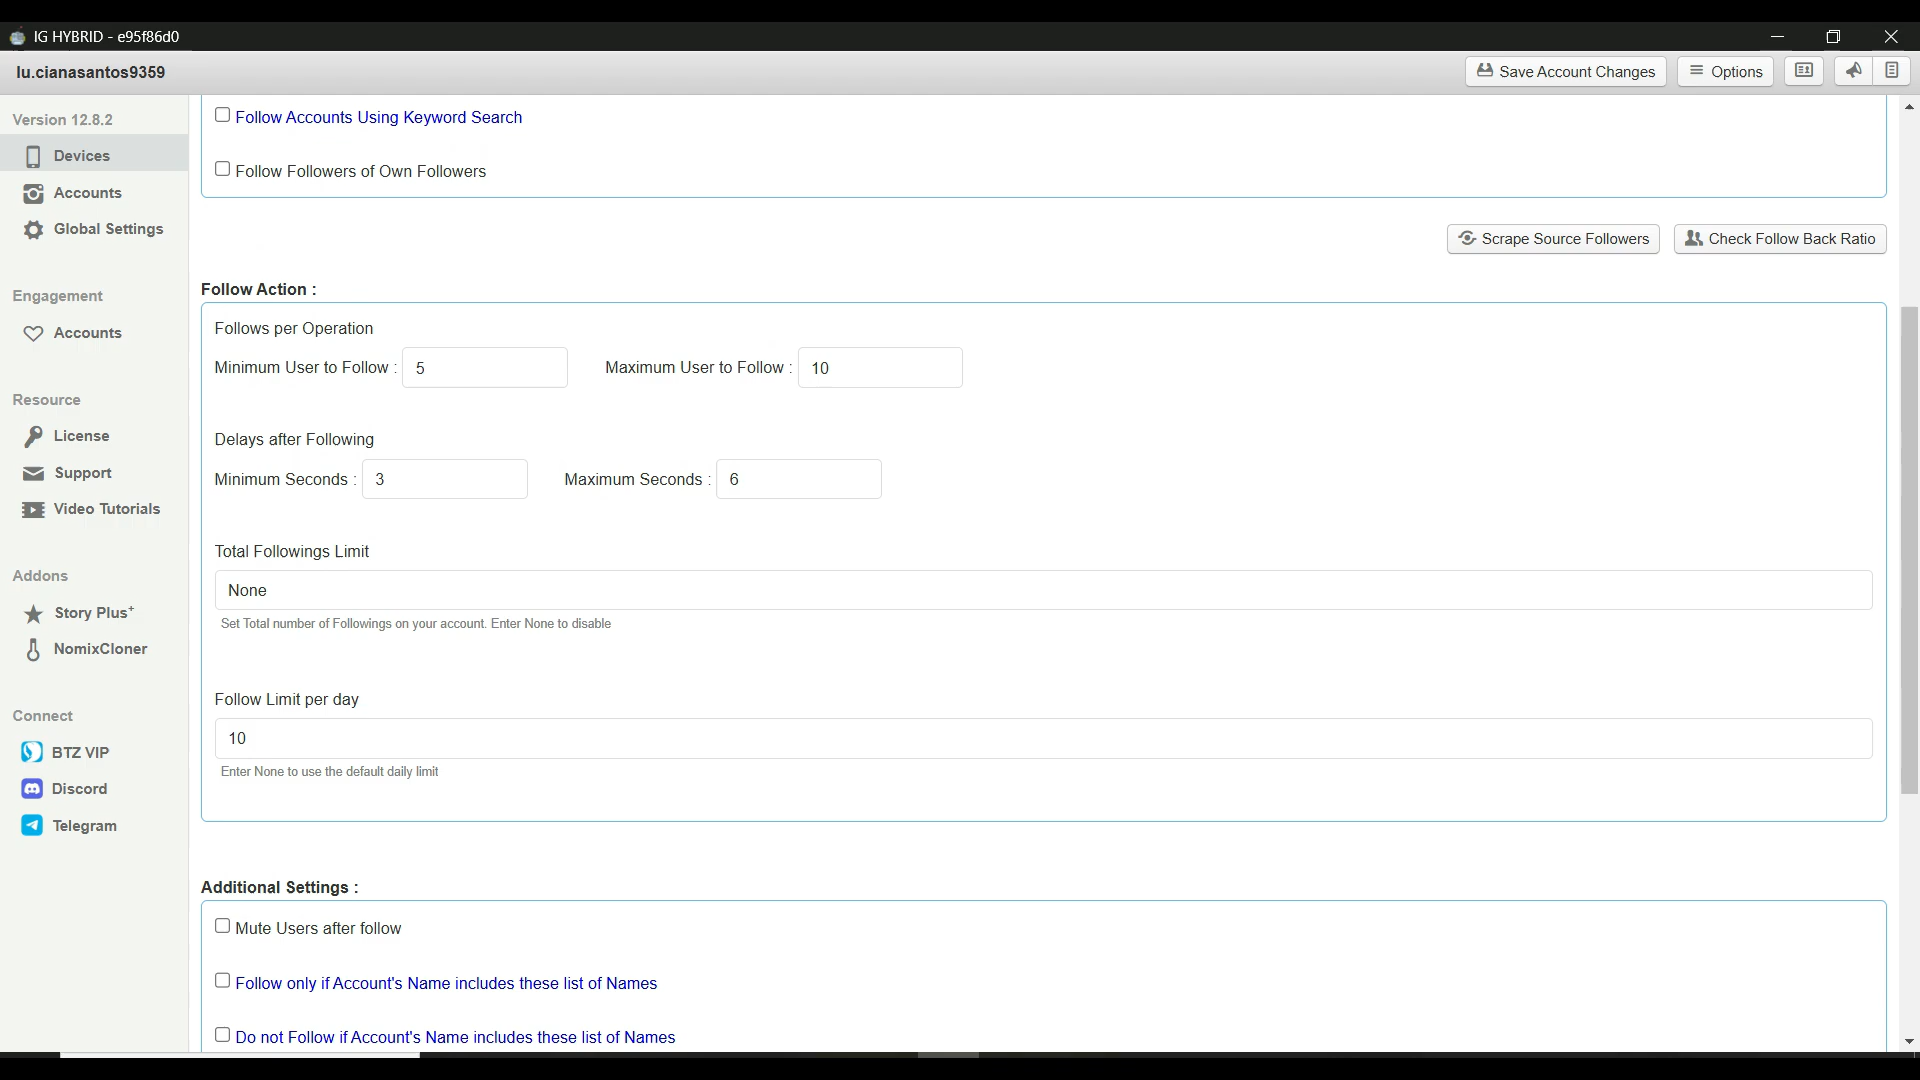 IG HYBRID - e95f86d0
lu.cianasantos9359
Save Account Changes
Options
Version 12.8.2
Devices
Accounts
Global Settings
Engagement
Accounts
Resource
License
Support
Video Tutorials
Addons
Story Plus+
NomixCloner
Connect
BTZ VIP
Discord
Telegram
Follow Accounts Using Keyword Search
Follow Followers of Own Followers
Scrape Source Followers
Check Follow Back Ratio
Follow Action :
Follows per Operation
Minimum User to Follow : 5 Maximum User to Follow : 10
Delays after Following
Minimum Seconds : 3 Maximum Seconds : 6
Total Followings Limit
None
Set Total number of Followings on your account. Enter None to disable
Follow Limit per day
10
Enter None to use the default daily limit
Additional Settings :
Mute Users after follow
Follow only if Account's Name includes these list of Names
Do not Follow if Account's Name includes these list of Names